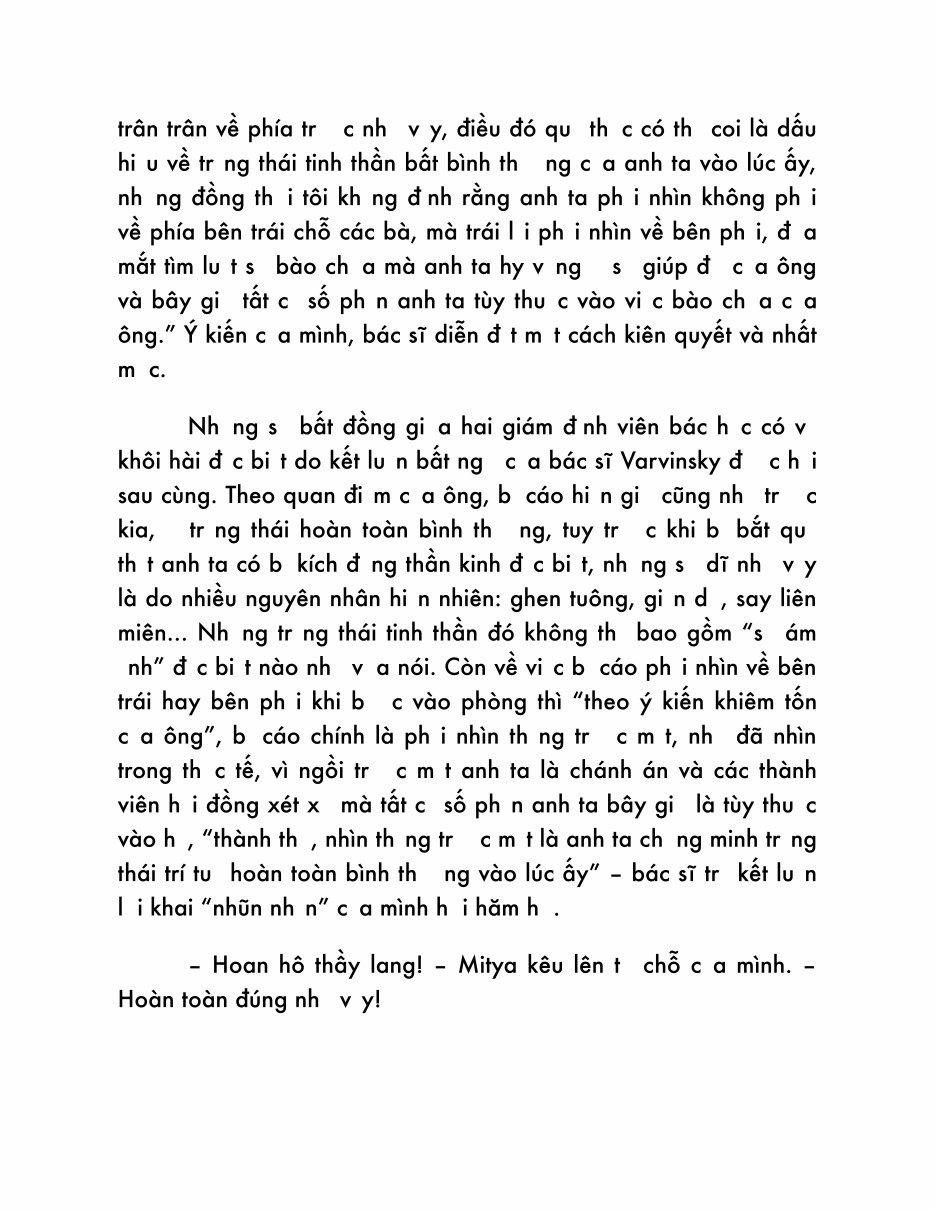 trân trân về phía tr  c nh  v y, điều đó qu  th c có th  coi là dấu
hi u về tr ng thái tinh thần bất bình th  ng c a anh ta vào lúc ấy,
nh ng đồng th i tôi kh ng đ nh rằng anh ta ph i nhìn không ph i
về phía bên trái chỗ các bà, mà trái l i ph i nhìn về bên ph i, đ a
mắt tìm lu t s  bào ch a mà anh ta hy v ng   s  giúp đ  c a ông
và bây gi  tất c  số ph n anh ta tùy thu c vào vi c bào ch a c a
ông.” Ý kiến c a mình, bác sĩ diễn đ t m t cách kiên quyết và nhất
m c.
Nh ng s  bất đồng gi a hai giám đ nh viên bác h c có v
khôi hài đ c bi t do kết lu n bất ng  c a bác sĩ Varvinsky đ  c h i
sau cùng. Theo quan đi m c a ông, b  cáo hi n gi  cũng nh  tr  c
kia,   tr ng thái hoàn toàn bình th  ng, tuy tr  c khi b  bắt qu
th t anh ta có b  kích đ ng thần kinh đ c bi t, nh ng s  dĩ nh  v y
là do nhiều nguyên nhân hi n nhiên: ghen tuông, gi n d , say liên
miên... Nh ng tr ng thái tinh thần đó không th  bao gồm “s  ám
 nh” đ c bi t nào nh  v a nói. Còn về vi c b  cáo ph i nhìn về bên
trái hay bên ph i khi b  c vào phòng thì “theo ý kiến khiêm tốn
c a ông”, b  cáo chính là ph i nhìn th ng tr  c m t, nh  đã nhìn
trong th c tế, vì ngồi tr  c m t anh ta là chánh án và các thành
viên h i đồng xét x  mà tất c  số ph n anh ta bây gi  là tùy thu c
vào h , “thành th , nhìn th ng tr  c m t là anh ta ch ng minh tr ng
thái trí tu  hoàn toàn bình th  ng vào lúc ấy” – bác sĩ tr  kết lu n
l i khai “nhũn nh n” c a mình h i hăm h .
– Hoan hô thầy lang! – Mitya kêu lên t  chỗ c a mình. –
Hoàn toàn đúng nh  v y!